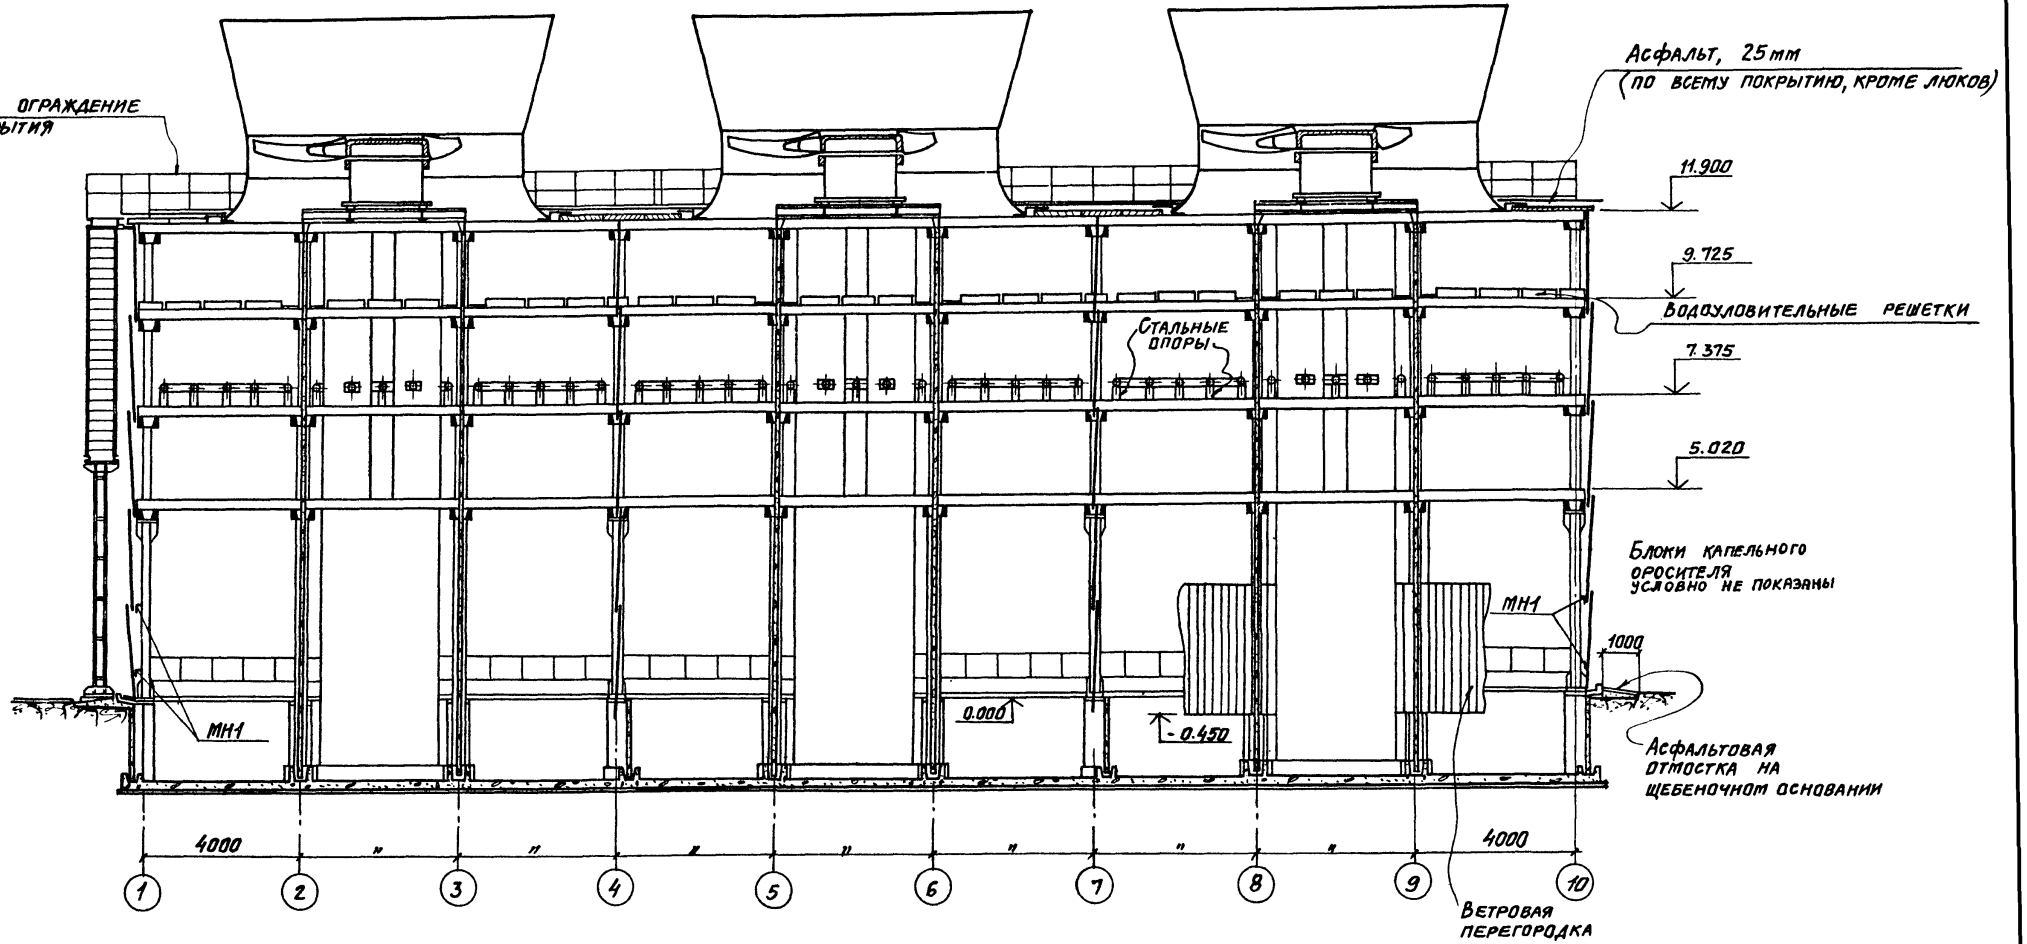 ОГРАЖДЕНИЕ
ЫТИЯ
АСФАЛЬТ, 25 mm
(ПО ВСЕМУ ПОКРЫТИЮ, КРОМЕ ЛЮКОВ)
11.900
9.725
ВОДОУЛОВИТЕЛЬНЫЕ РЕШЕТКИ
СТАЛЬНЫЕ
ОПОРЫ
7.375
5.020
БЛОКИ КАПЕЛЬНОГО
ОРОСИТЕЛЯ
УСЛОВНО НЕ ПОКАЗАНЫ
МН1
1000
МН1
0.000
-0.450
АСФАЛЬТОВАЯ
ОТМОСТКА НА
ЩЕБЕНОЧНОМ ОСНОВАНИИ
4000 " " " " " " " 4000
1 2 3 4 5 6 7 8 9 10
ВЕТРОВАЯ
ПЕРЕГОРОДКА